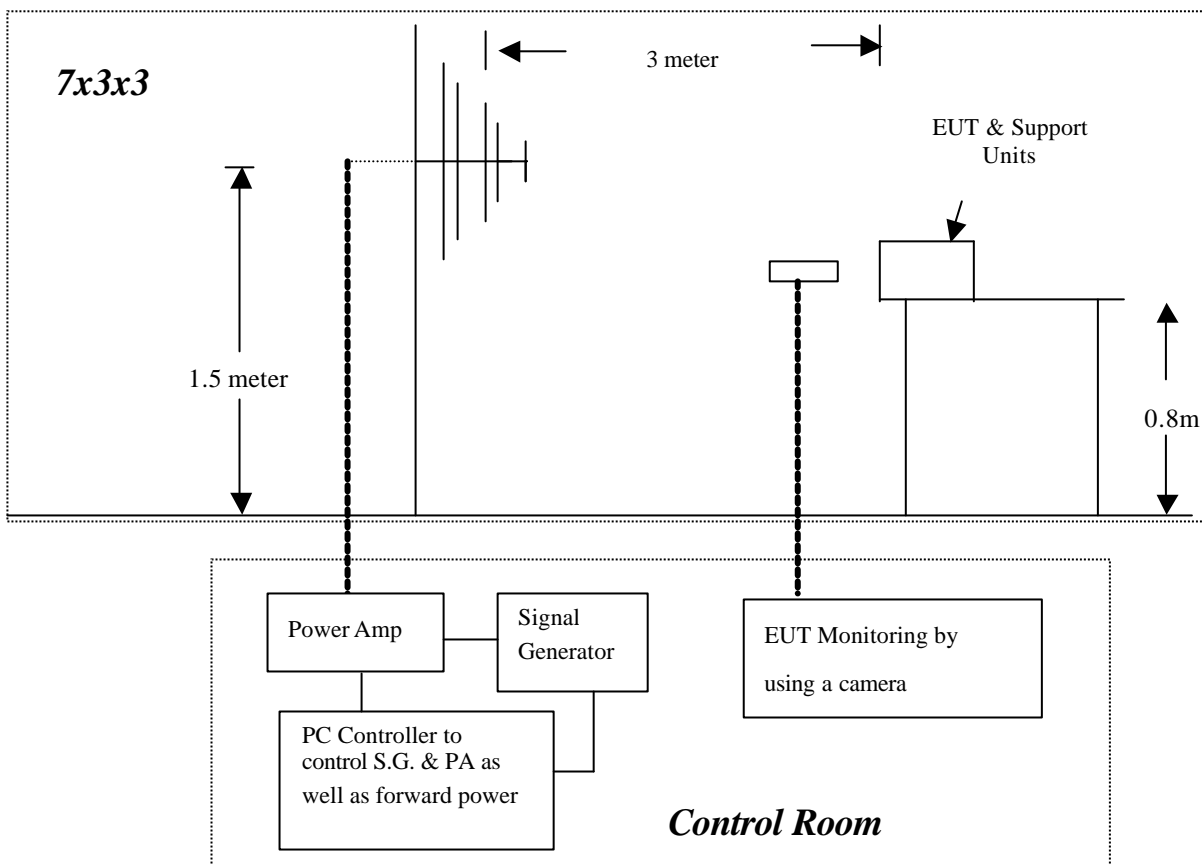 7x3x3
3 meter
EUT & Support
Units
1.5 meter
0.8m
Power Amp
Signal
Generator
EUT Monitoring by
using a camera
PC Controller to
control S.G. & PA as
well as forward power
Control Room